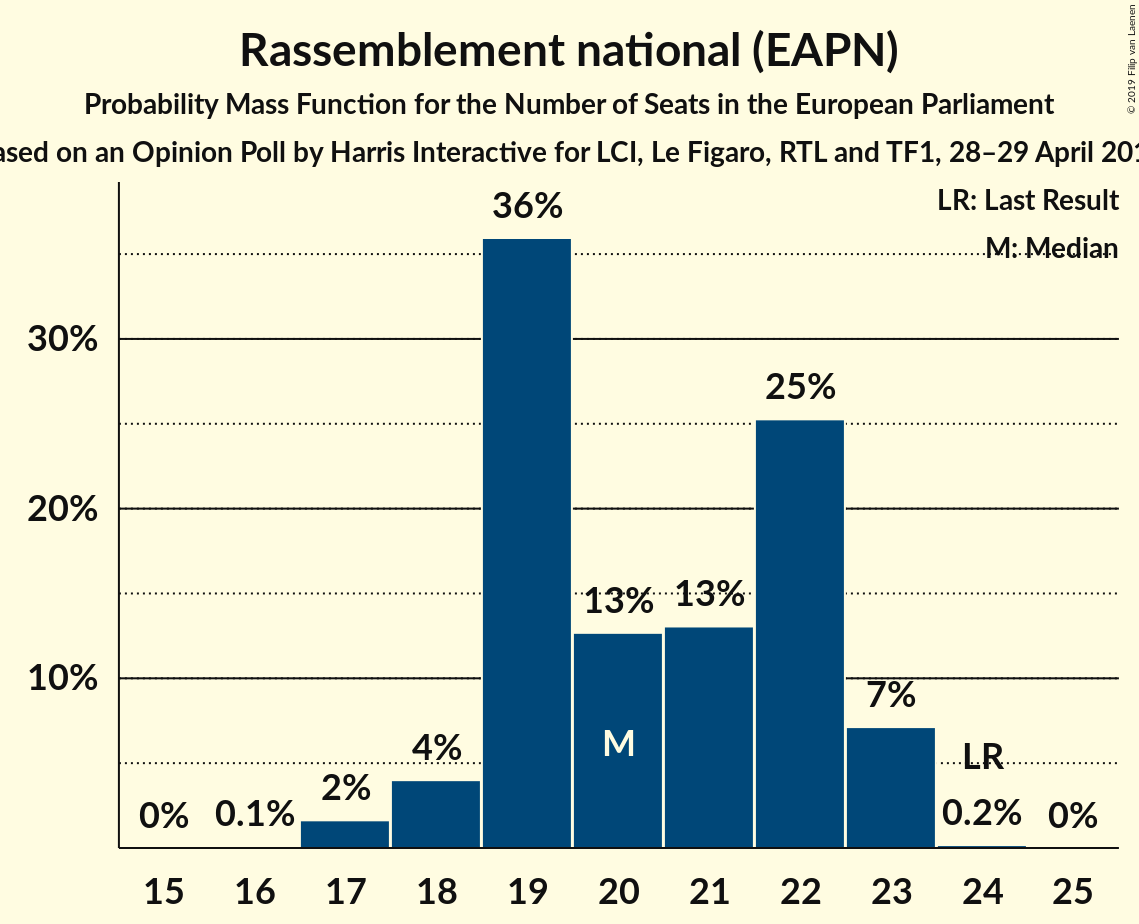 © 2019 Filip van Laenen
Rassemblement national (EAPN)
Probability Mass Function for the Number of Seats in the European Parliament
on an Opinion Poll by Harris Interactive for LCI, Le Figaro, RTL and TF1, 28–29 April
LR: Last Result
M: Median
36%
30%
25%
20%
13% 13%
10%
7%
M
4%
LR
2%
0% 0.1% 0.2% 0%
15 16 17 18 19 20 21 22 23 24 25